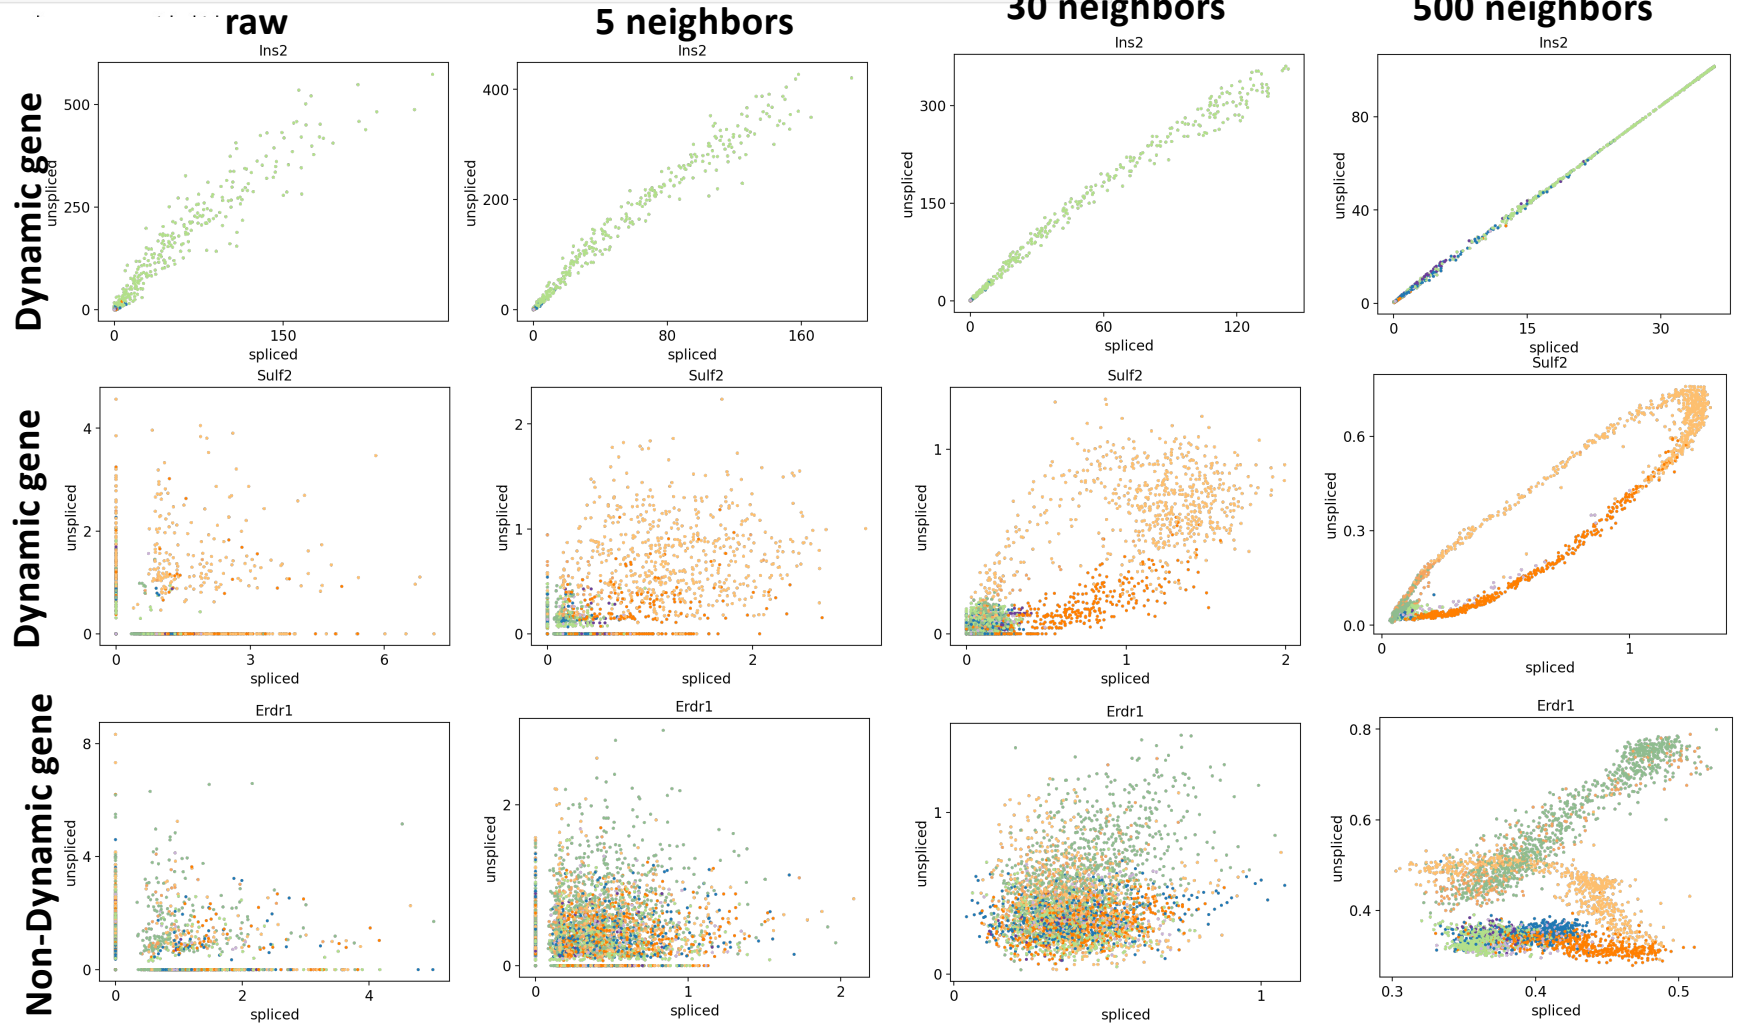 raw
5 neighbors
30 neighbors
500 neighbors
Dynamic gene
Ins2
500
250
0
unspliced
0
150
spliced
Ins2
400
200
0
unspliced
0
80
160
spliced
Ins2
300
150
0
unspliced
0
60
120
spliced
Ins2
80
40
0
unspliced
0
15
30
spliced
Dynamic gene
Sulf2
4
2
0
unspliced
0
3
6
spliced
Sulf2
2
1
0
unspliced
0
2
spliced
Sulf2
1
0
unspliced
0
1
2
spliced
Sulf2
0.6
0.3
0.0
unspliced
0
1
spliced
Non-Dynamic gene
Erdr1
8
4
0
unspliced
0
2
4
spliced
Erdr1
2
0
unspliced
0
1
2
spliced
Erdr1
1
0
unspliced
0
1
spliced
Erdr1
0.8
0.6
0.4
unspliced
0.3
0.4
0.5
spliced